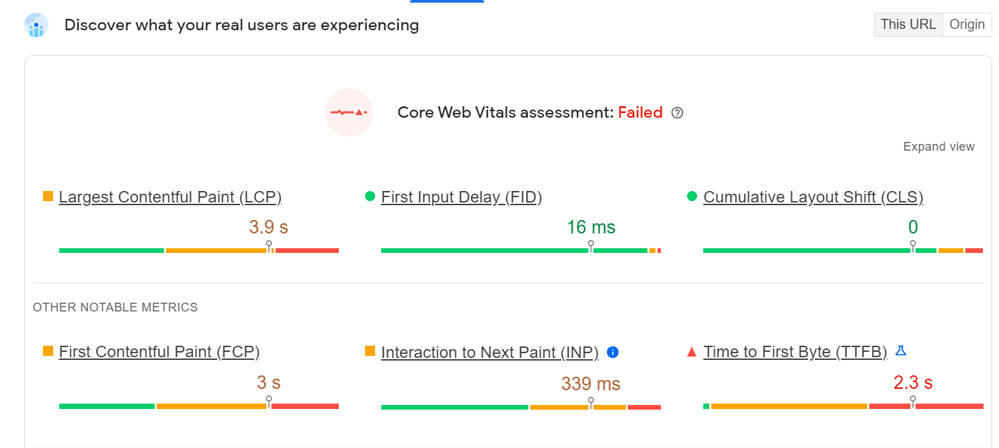 Discover what your real users are experiencing
This URL Origin
Core Web Vitals assessment: Failed
Expand view
Largest Contentful Paint (LCP)
3.9 s
First Input Delay (FID)
16 ms
Cumulative Layout Shift (CLS)
0
OTHER NOTABLE METRICS
First Contentful Paint (FCP)
3 s
Interaction to Next Paint (INP)
339 ms
Time to First Byte (TTFB)
2.3 s